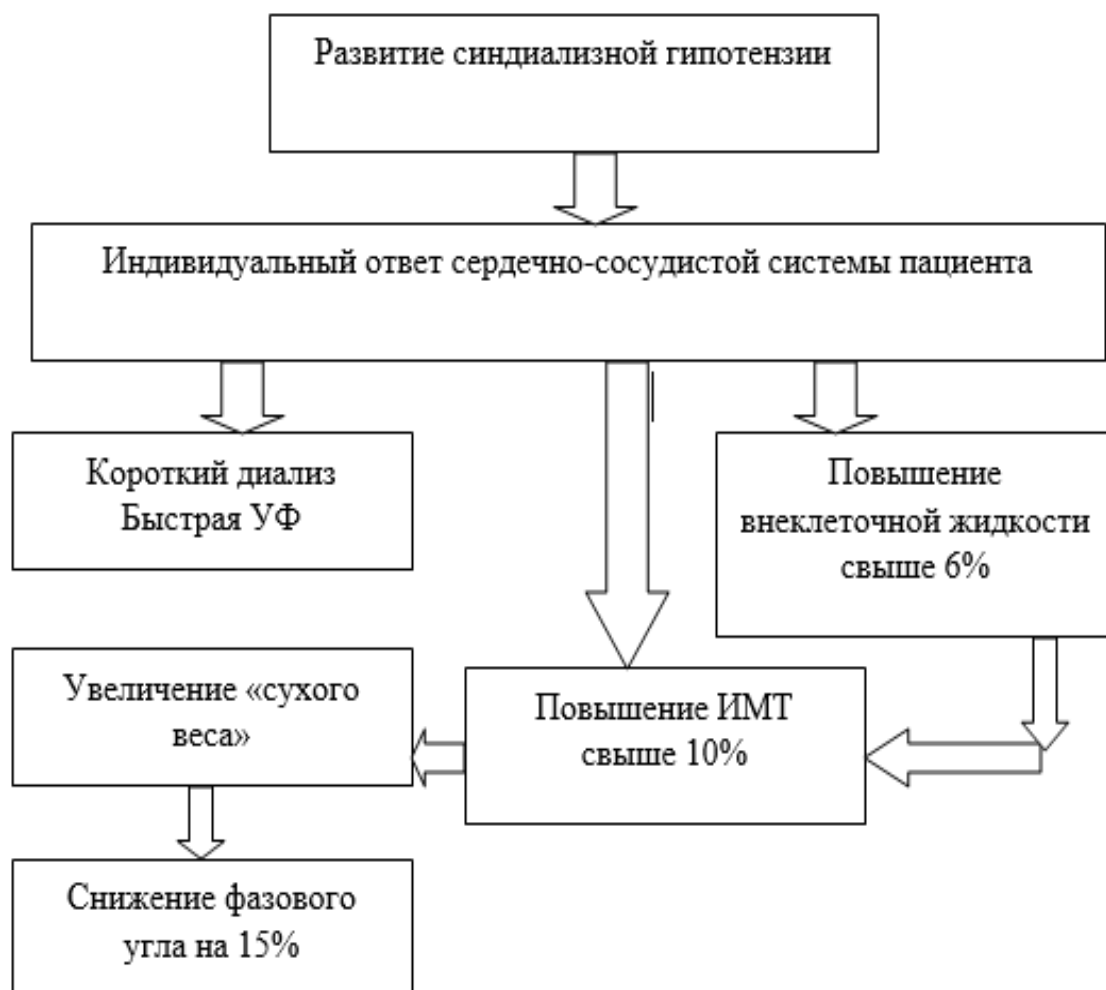 Развитие синдиализной гипотензии
Индивидуальный ответ сердечно-сосудистой системы пациента
Короткий диализ
Быстрая УФ
Повышение
внеклеточной жидкости
свыше 6%
Увеличение «сухого
веса»
Повышение ИМТ
свыше 10%
Снижение фазового
угла на 15%